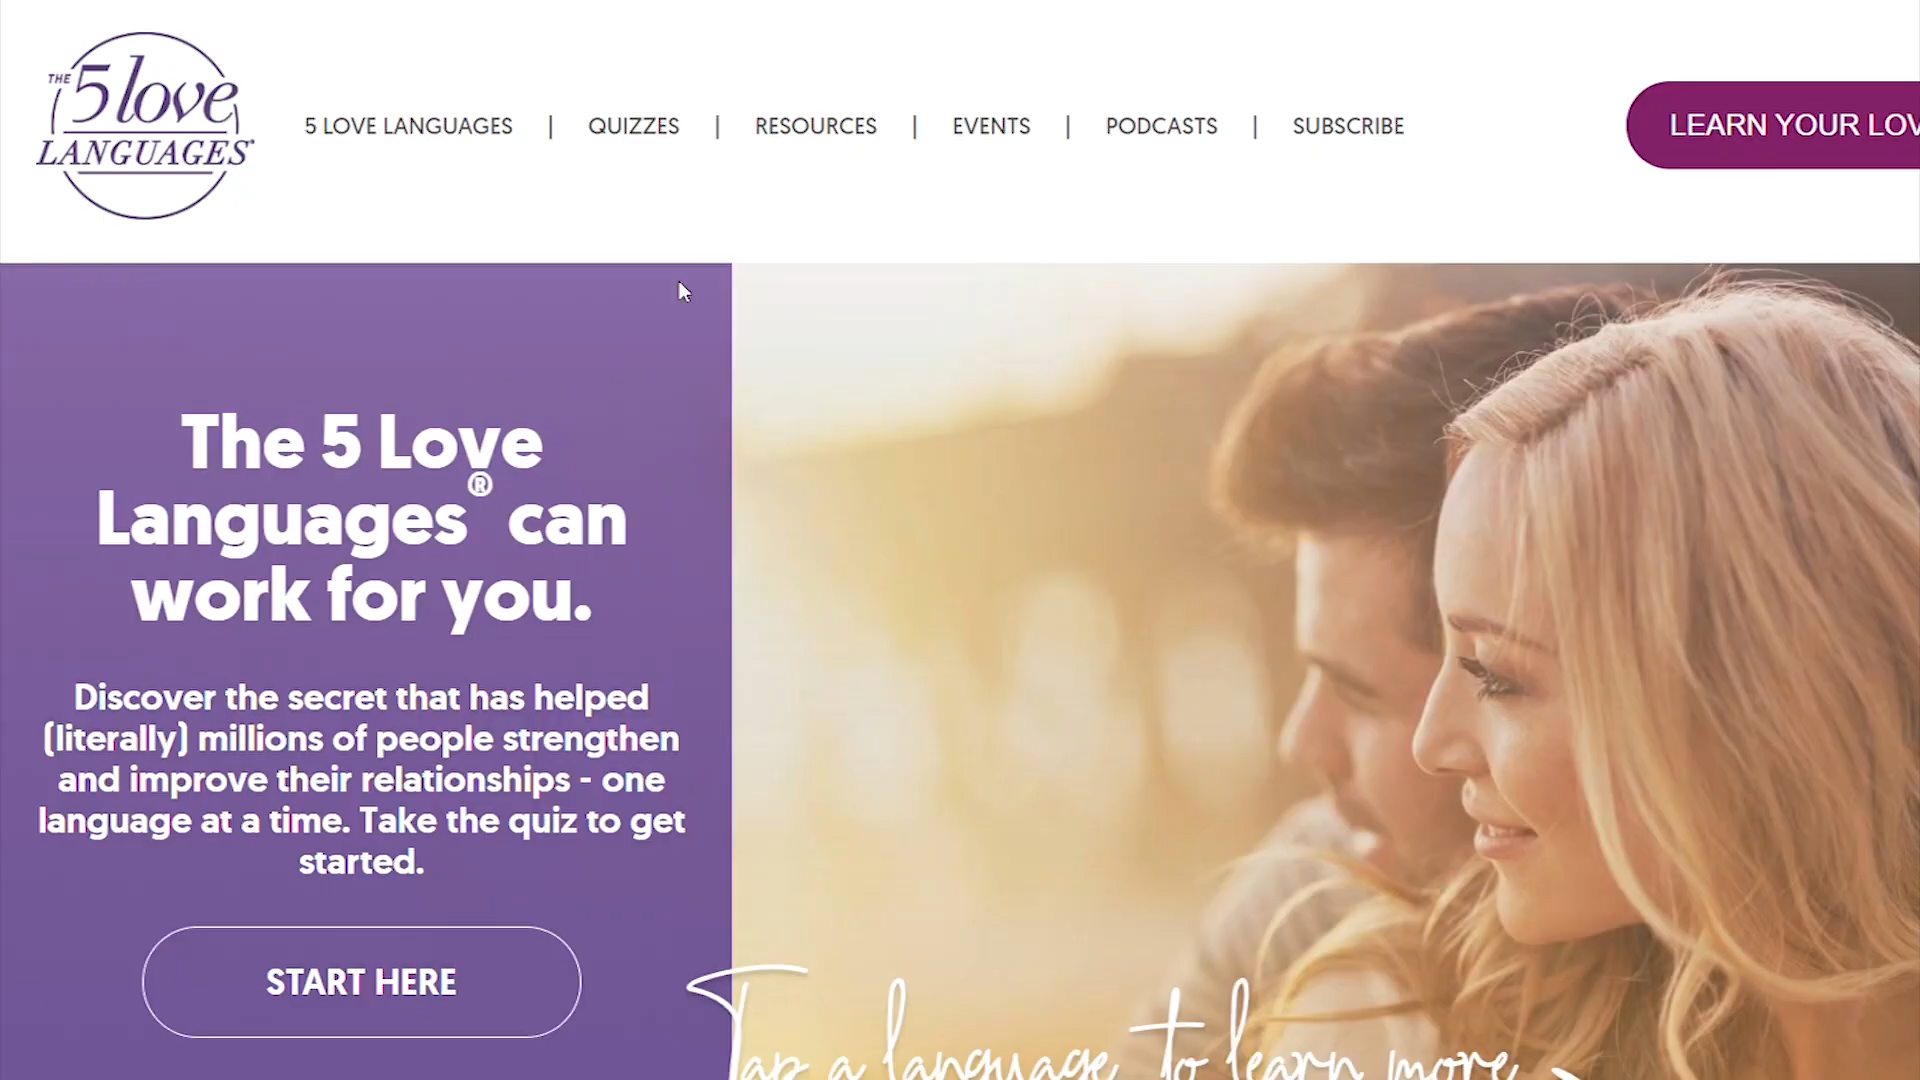 THE 5 love
LANGUAGES®
5 LOVE LANGUAGES | QUIZZES | RESOURCES | EVENTS | PODCASTS | SUBSCRIBE
LEARN YOUR LOV
The 5 Love
Languages® can
work for you.
Discover the secret that has helped
(literally) millions of people strengthen
and improve their relationships - one
language at a time. Take the quiz to get
started.
START HERE
Tap a language to learn more